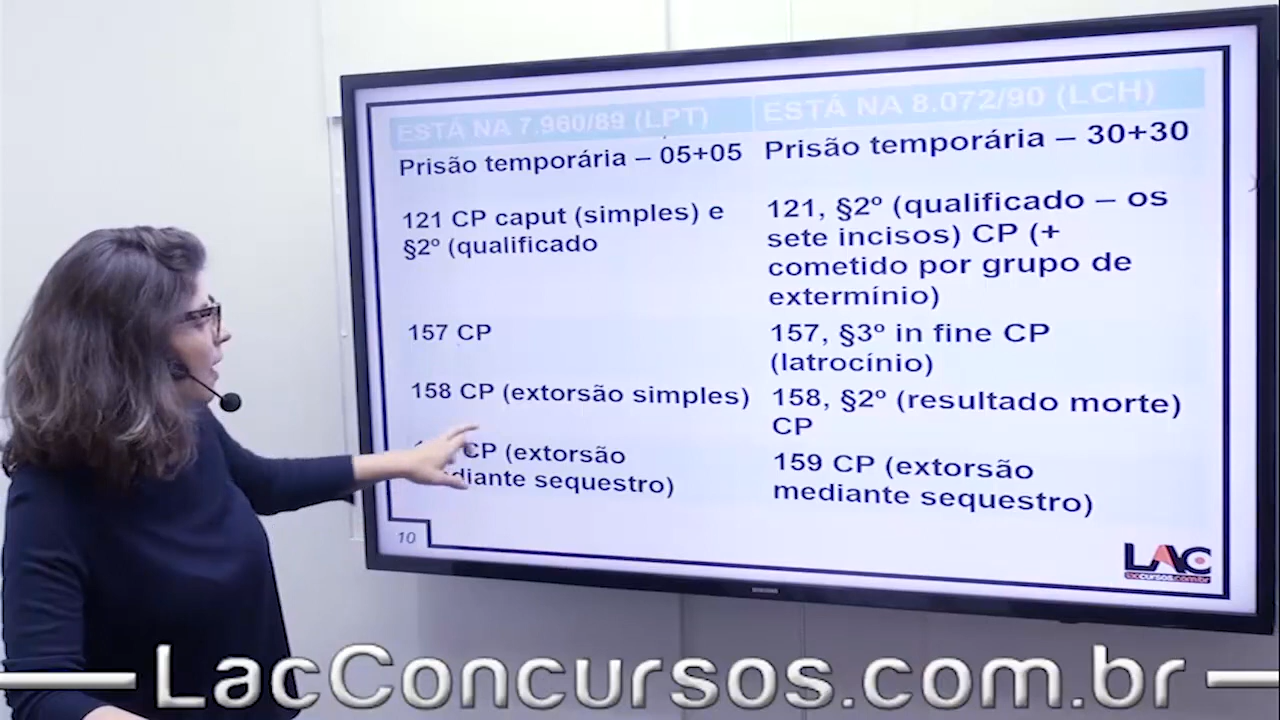 ESTÁ NA 7.960/89 (LPT)
Prisão temporária – 05+05
121 CP caput (simples) e
§2º (qualificado
157 CP
158 CP (extorsão simples)
CP (extorsão
sequestro)
ESTÁ NA 8.072/90 (LCH)
Prisão temporária – 30+30
121, §2º (qualificado – os
sete incisos) CP (+
cometido por grupo de
extermínio)
157, §3º in fine CP
(latrocínio)
158, §2º (resultado morte)
CP
159 CP (extorsão
mediante sequestro)
10
LAC
laccursos.com.br
SAMSUNG
LacConcursos.com.br